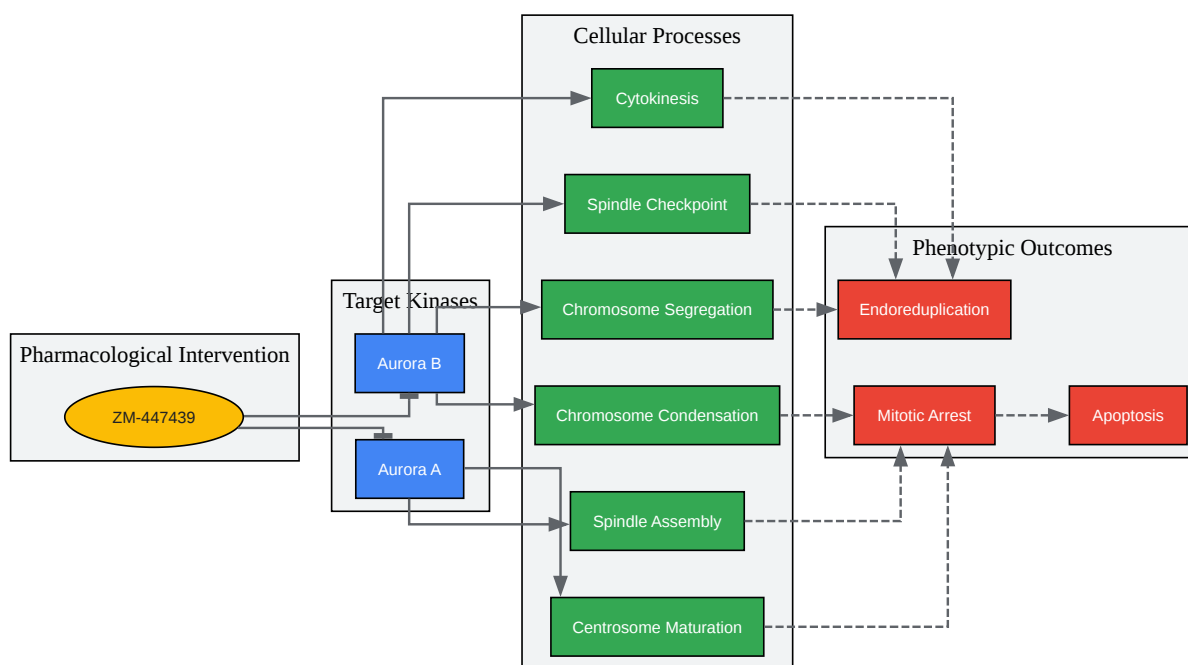 Pharmacological Intervention
ZM-447439
Target Kinases
Aurora B
Aurora A
Cellular Processes
Cytokinesis
Spindle Checkpoint
Chromosome Segregation
Chromosome Condensation
Spindle Assembly
Centrosome Maturation
Phenotypic Outcomes
Endoreduplication
Mitotic Arrest
Apoptosis